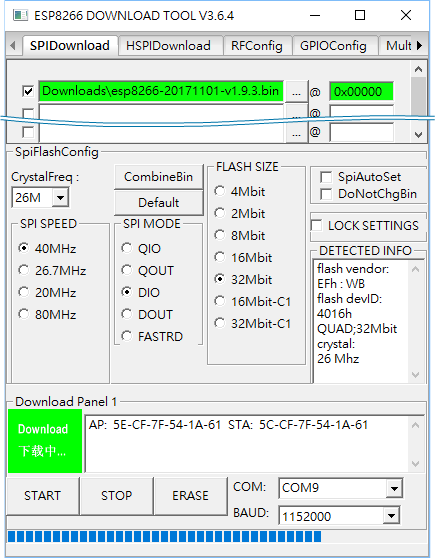 ESP8266 DOWNLOAD TOOL V3.6.4
SPIDownload HSPIDownload RFConfig GPIOConfig Mult
Downloads\esp8266-20171101-v1.9.3.bin ... @ 0x00000
... @
... @
SpiFlashConfig
CrystalFreq :
26M
CombineBin
Default
SPI SPEED
40MHz
26.7MHz
20MHz
80MHz
SPI MODE
QIO
QOUT
DIO
DOUT
FASTRD
FLASH SIZE
4Mbit
2Mbit
8Mbit
16Mbit
32Mbit
16Mbit-C1
32Mbit-C1
SpiAutoSet
DoNotChgBin
LOCK SETTINGS
DETECTED INFO
flash vendor:
EFh : WB
flash devID:
4016h
QUAD;32Mbit
crystal:
26 Mhz
Download Panel 1
Download
下载中...
AP: 5E-CF-7F-54-1A-61 STA: 5C-CF-7F-54-1A-61
START STOP ERASE
COM: COM9
BAUD: 1152000